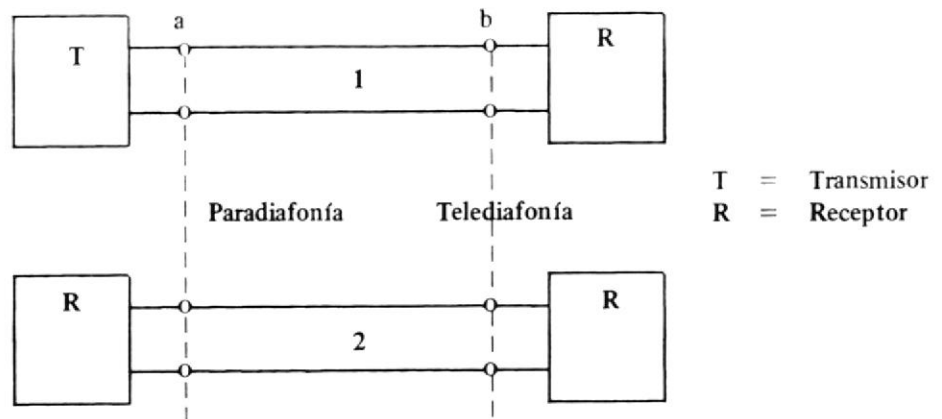 a b
T R
1
T = Transmisor
Paradiafonía Telediafonía R = Receptor
R R
2